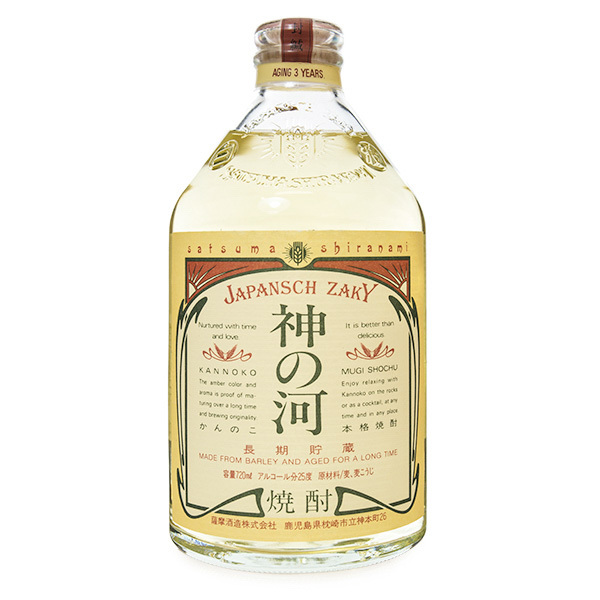 封緘
AGING 3 YEARS
satsuma shiranami
JAPANSCH ZAKY
神の河
Nurtured with time
and love
KANNOKO
The amber color and
aroma is proof of ma-
turing over a long time
and brewing originality.
かんのこ
It is better than
delicious
MUGI SHOCHU
Enjoy relaxing with
Kannoko on the rocks
or as a cocktail, at any
time and in any place
本格焼酎
長期貯蔵
MADE FROM BARLEY AND AGED FOR A LONG TIME
容量720ml アルコール分25度 原材料/麦、麦こうじ
焼酎
薩摩酒造株式会社 鹿児島県枕崎市立神本町26